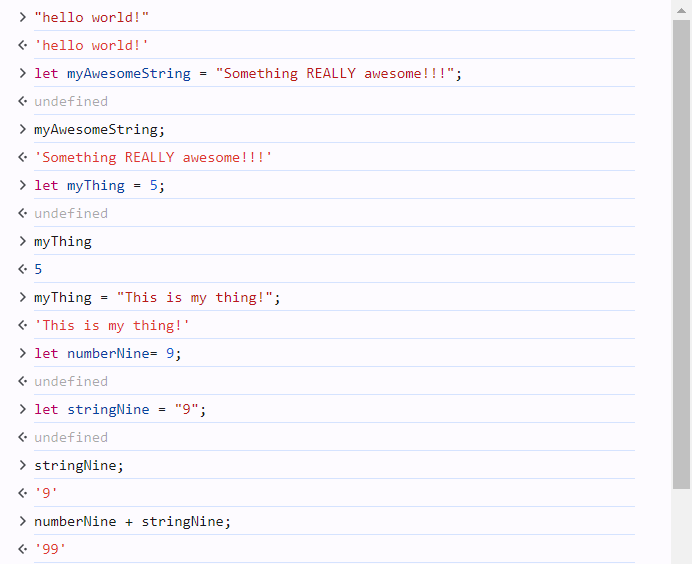 > "hello world!"
<· 'hello world!'
> let myAwesomeString = "Something REALLY awesome!!!";
<· undefined
> myAwesomeString;
<· 'Something REALLY awesome!!!'
> let myThing = 5;
<· undefined
> myThing
<· 5
> myThing = "This is my thing!";
<· 'This is my thing!'
> let numberNine= 9;
<· undefined
> let stringNine = "9";
<· undefined
> stringNine;
<· '9'
> numberNine + stringNine;
<· '99'